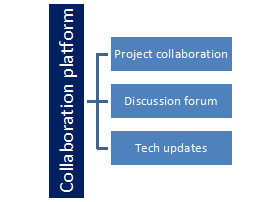 Collaboration platform
Project collaboration
Discussion forum
Tech updates